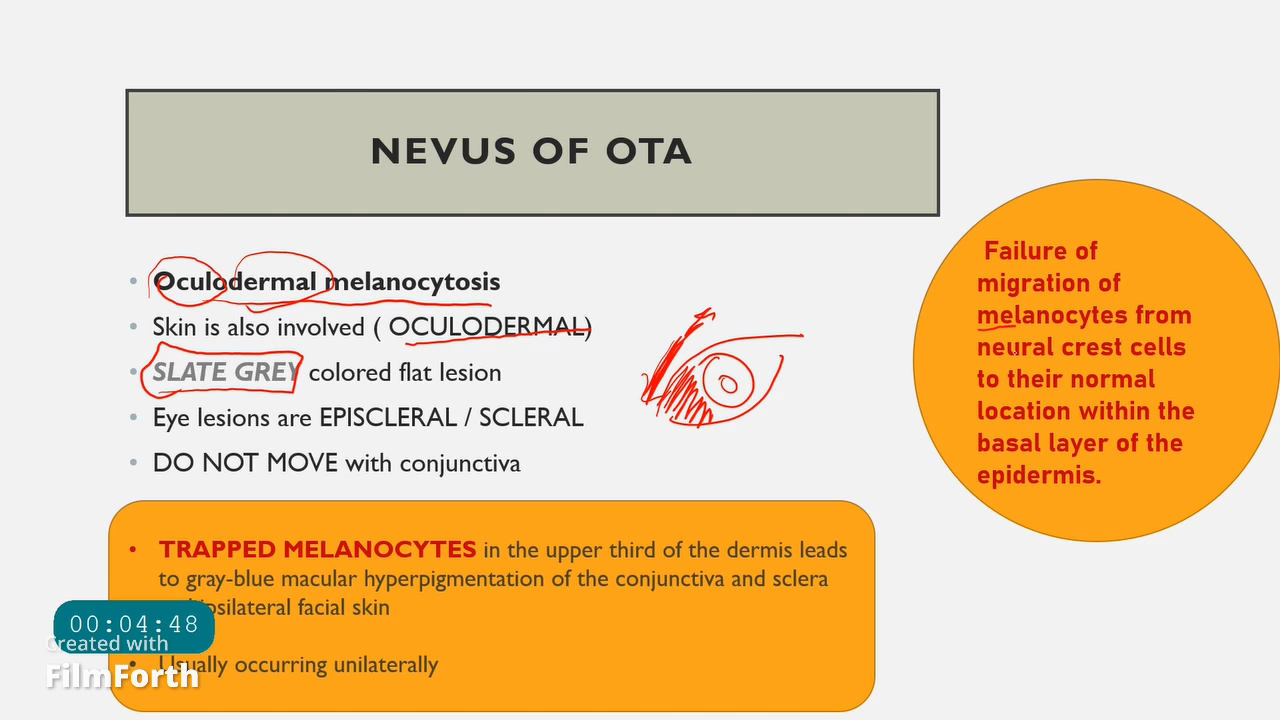 NEVUS OF OTA
• Oculodermal melanocytosis
• Skin is also involved ( OCULODERMAL)
• SLATE GREY colored flat lesion
• Eye lesions are EPISCLERAL / SCLERAL
• DO NOT MOVE with conjunctiva
Failure of
migration of
melanocytes from
neural crest cells
to their normal
location within the
basal layer of the
epidermis.
• TRAPPED MELANOCYTES in the upper third of the dermis leads
to gray-blue macular hyperpigmentation of the conjunctiva and sclera
ipsilateral facial skin
• Usually occurring unilaterally
00:04:48
Created with
FilmForth